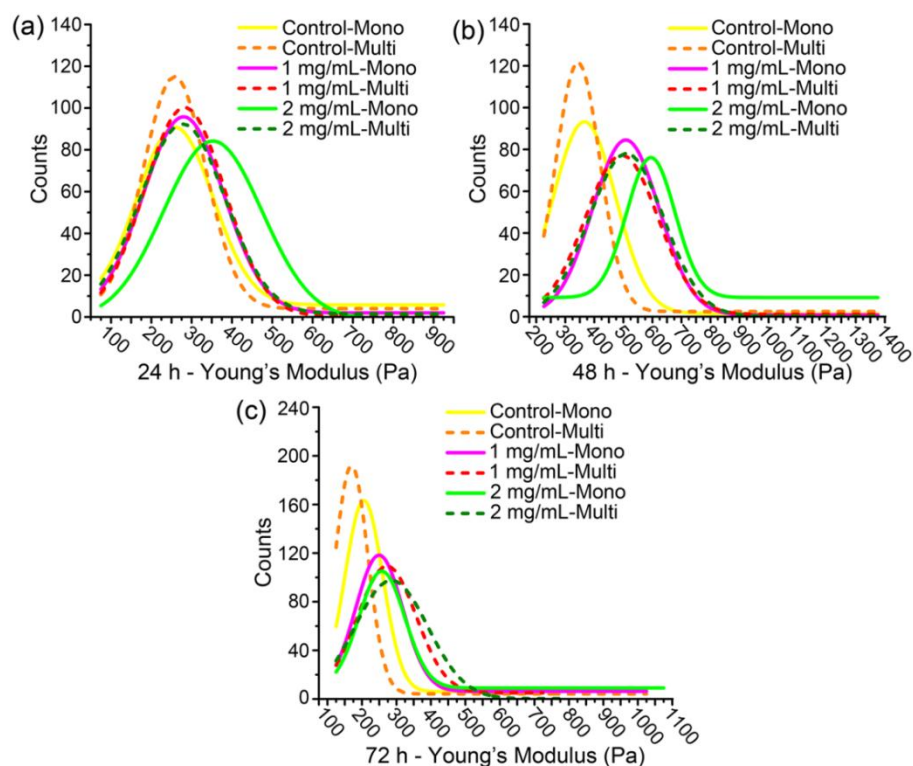 (a)
Control-Mono
Control-Multi
1 mg/mL-Mono
1 mg/mL-Multi
2 mg/mL-Mono
2 mg/mL-Multi
140
120
100
80
60
40
20
0
Counts
100 200 300 400 500 600 700 800 900
24 h - Young's Modulus (Pa)
(b)
Control-Mono
Control-Multi
1 mg/mL-Mono
1 mg/mL-Multi
2 mg/mL-Mono
2 mg/mL-Multi
140
120
100
80
60
40
20
0
Counts
200 300 400 500 600 700 800 900 1000 1100 1200 1300 1400
48 h - Young's Modulus (Pa)
(c)
Control-Mono
Control-Multi
1 mg/mL-Mono
1 mg/mL-Multi
2 mg/mL-Mono
2 mg/mL-Multi
240
200
160
120
80
40
0
Counts
100 200 300 400 500 600 700 800 900 1000 1100
72 h - Young's Modulus (Pa)